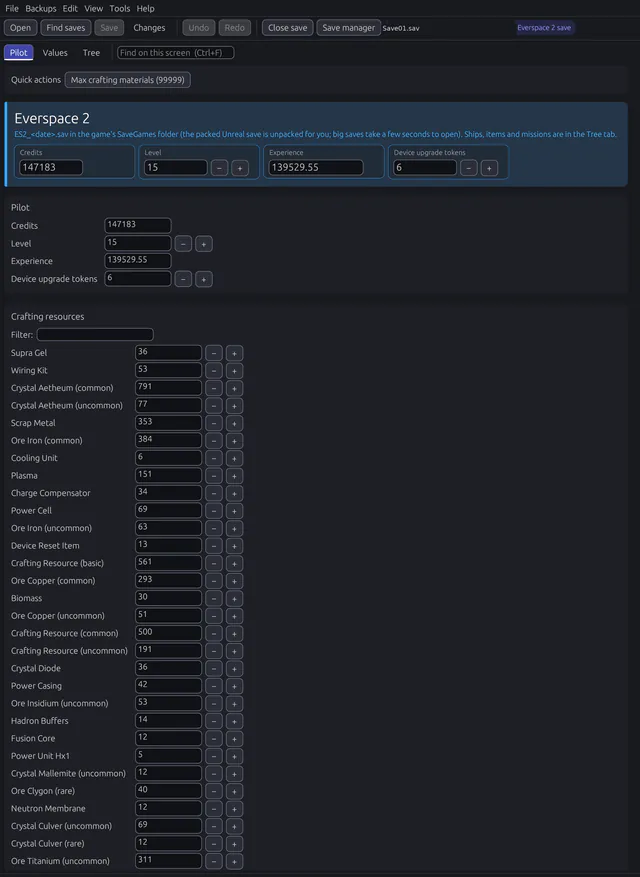 File Backups Edit View Tools Help
Open Find saves Save Changes Undo Redo Close save Save manager Save01.sav Everspace 2 save
Pilot Values Tree Find on this screen (Ctrl+F)
Quick actions Max crafting materials (99999)
Everspace 2
ES2_<date>.sav in the game's SaveGames folder (the packed Unreal save is unpacked for you; big saves take a few seconds to open). Ships, items and missions are in the Tree tab.
Credits Level Experience Device upgrade tokens
147183 15 − + 139529.55 6 − +
Pilot
Credits 147183
Level 15 − +
Experience 139529.55
Device upgrade tokens 6 − +
Crafting resources
Filter:
Supra Gel 36 − +
Wiring Kit 53 − +
Crystal Aetheum (common) 791 − +
Crystal Aetheum (uncommon) 77 − +
Scrap Metal 353 − +
Ore Iron (common) 384 − +
Cooling Unit 6 − +
Plasma 151 − +
Charge Compensator 34 − +
Power Cell 69 − +
Ore Iron (uncommon) 63 − +
Device Reset Item 13 − +
Crafting Resource (basic) 561 − +
Ore Copper (common) 293 − +
Biomass 30 − +
Ore Copper (uncommon) 51 − +
Crafting Resource (common) 500 − +
Crafting Resource (uncommon) 191 − +
Crystal Diode 36 − +
Power Casing 42 − +
Ore Insidium (uncommon) 53 − +
Hadron Buffers 14 − +
Fusion Core 12 − +
Power Unit Hx1 5 − +
Crystal Mallemite (uncommon) 12 − +
Ore Clygon (rare) 40 − +
Neutron Membrane 12 − +
Crystal Culver (uncommon) 69 − +
Crystal Culver (rare) 12 − +
Ore Titanium (uncommon) 311 − +